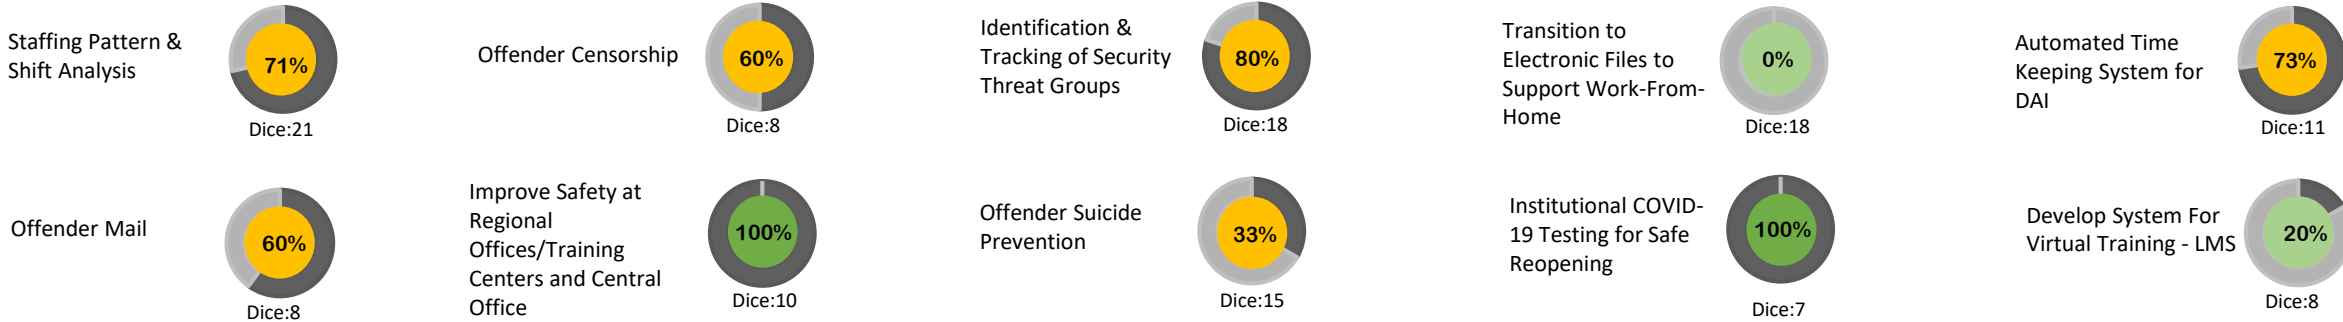 Staffing Pattern &
Shift Analysis
71%
Dice:21
Offender Censorship
60%
Dice:8
Identification &
Tracking of Security
Threat Groups
80%
Dice:18
Transition to
Electronic Files to
Support Work-From-
Home
0%
Dice:18
Automated Time
Keeping System for
DAI
73%
Dice:11
Offender Mail
60%
Dice:8
Improve Safety at
Regional
Offices/Training
Centers and Central
Office
100%
Dice:10
Offender Suicide
Prevention
33%
Dice:15
Institutional COVID-
19 Testing for Safe
Reopening
100%
Dice:7
Develop System For
Virtual Training - LMS
20%
Dice:8